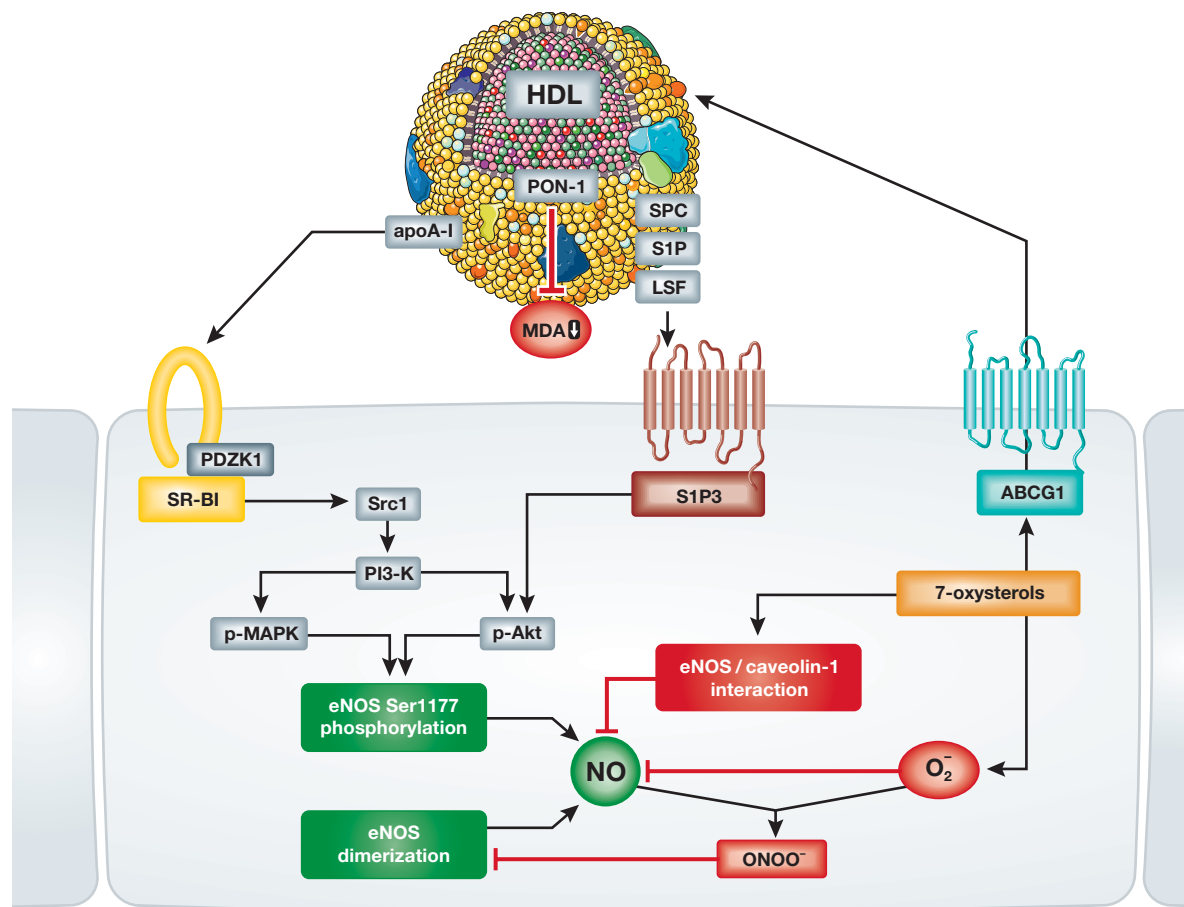 HDL
PON-1
apoA-I
SPC
S1P
LSF
MDA
PDZK1
SR-BI
Src1
S1P3
ABCG1
PI3-K
7-oxysterols
p-MAPK
p-Akt
eNOS / caveolin-1
interaction
eNOS Ser1177
phosphorylation
NO
O₂⁻
eNOS
dimerization
ONOO⁻